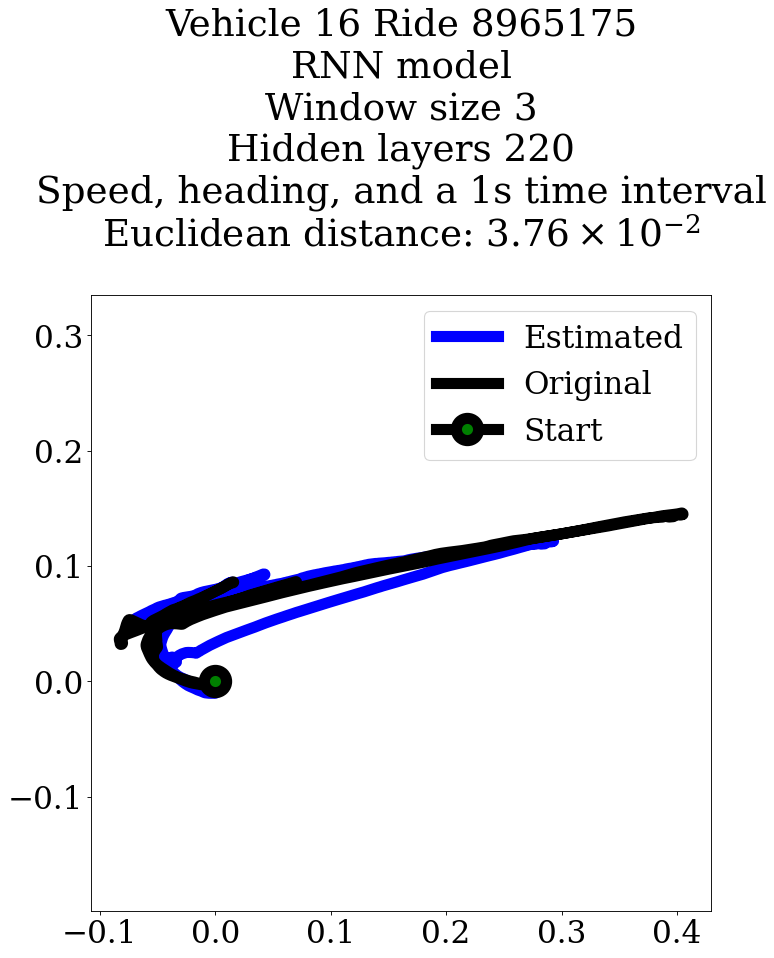 Vehicle 16 Ride 8965175
RNN model
Window size 3
Hidden layers 220
Speed, heading, and a 1s time interval
Euclidean distance: 3.76 × 10⁻²
Estimated
Original
Start
0.3
0.2
0.1
0.0
−0.1
−0.1 0.0 0.1 0.2 0.3 0.4